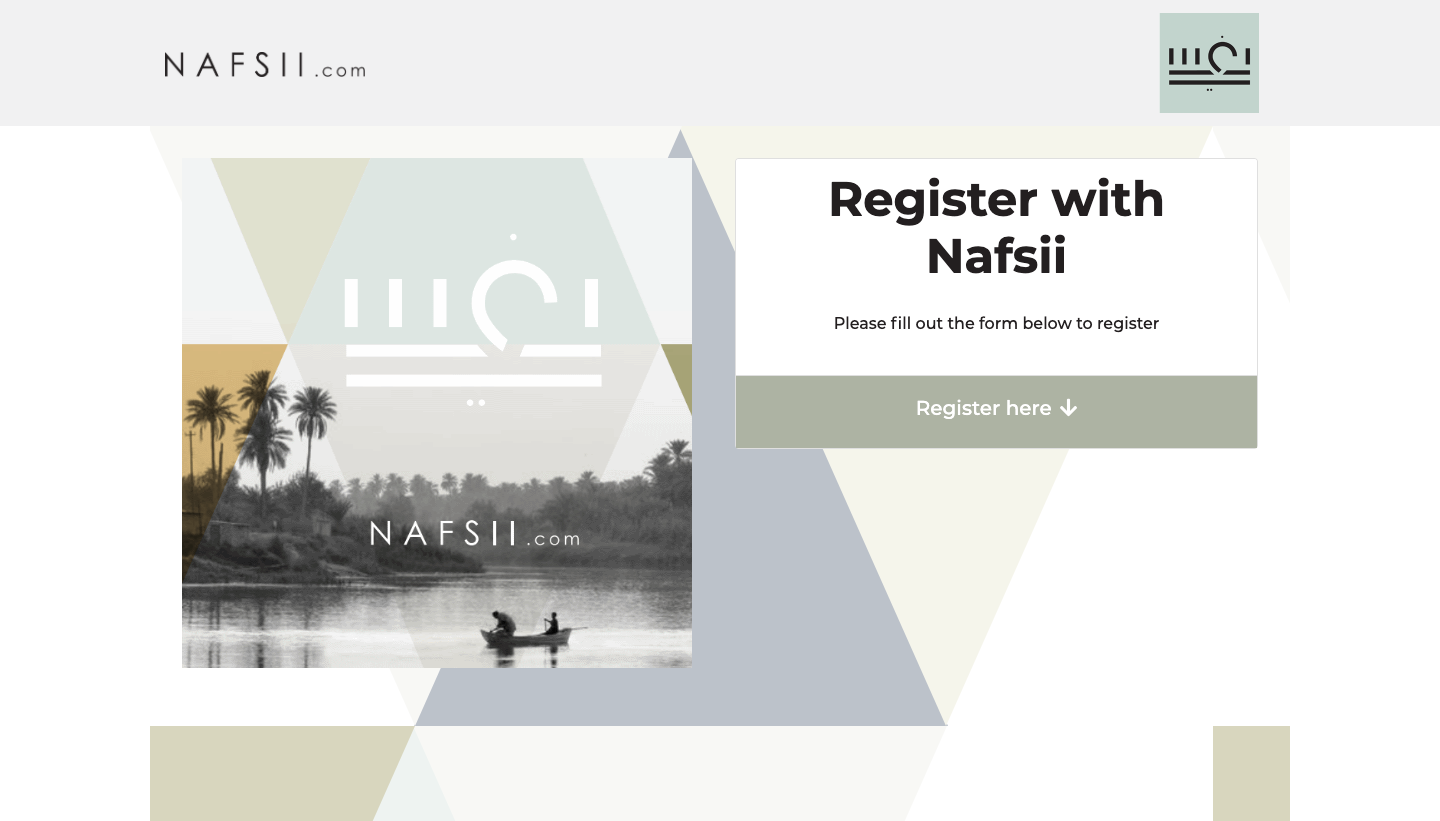 NAFSII.com
NAFSII.com
Register with
Nafsii
Please fill out the form below to register
Register here ↓